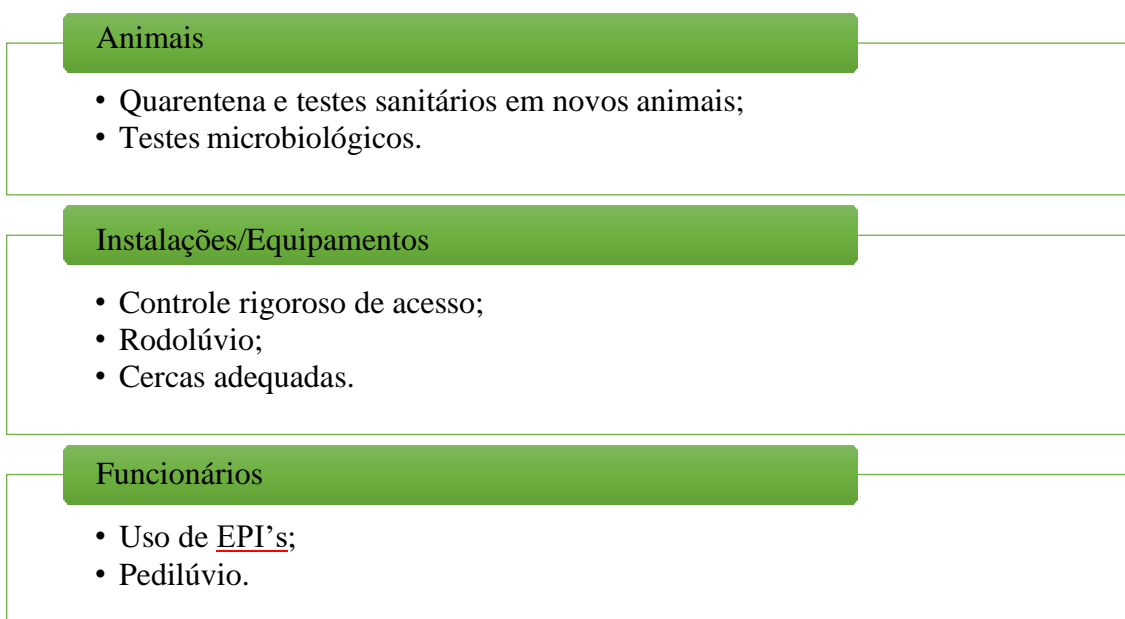 Animais
• Quarentena e testes sanitários em novos animais;
• Testes microbiológicos.
Instalações/Equipamentos
• Controle rigoroso de acesso;
• Rodolúvio;
• Cercas adequadas.
Funcionários
• Uso de EPI’s;
• Pedilúvio.